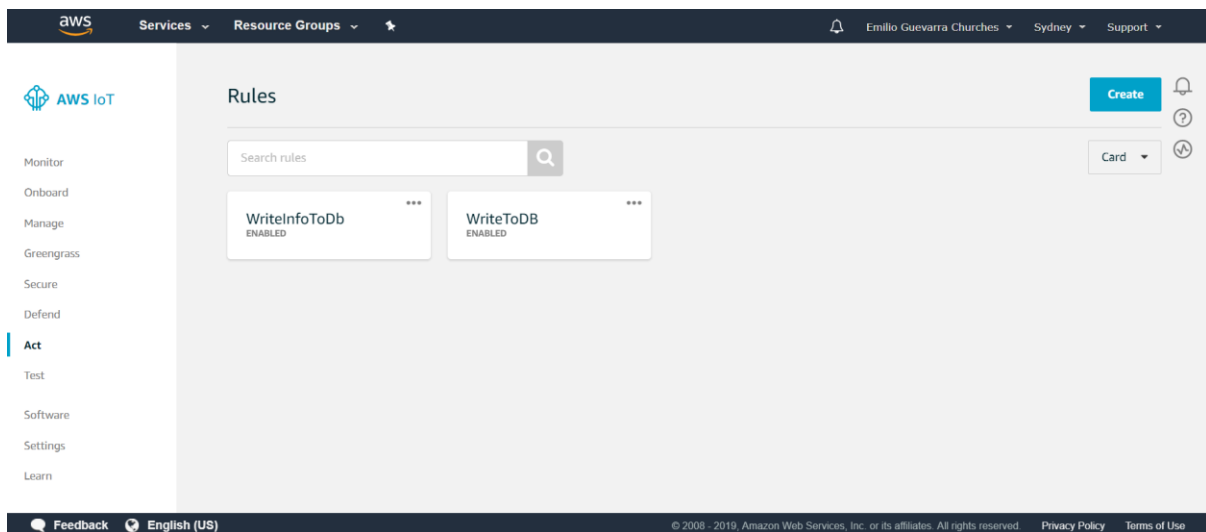 aws Services Resource Groups Emilio Guevarra Churches Sydney Support
AWS IoT
Rules
Create
Monitor
Onboard
Manage
Greengrass
Secure
Defend
Act
Test
Software
Settings
Learn
Search rules
Card
WriteInfoToDb
ENABLED
WriteToDB
ENABLED
Feedback English (US) © 2008 - 2019, Amazon Web Services, Inc. or its affiliates. All rights reserved. Privacy Policy Terms of Use